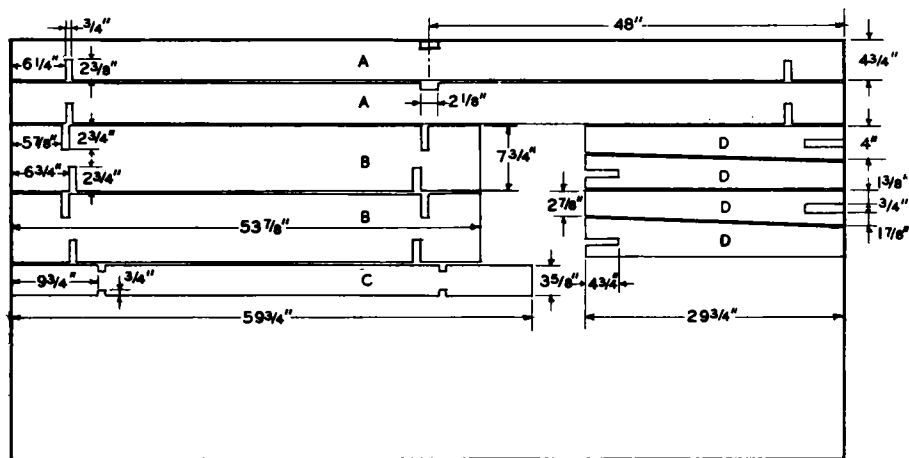 3/4"
48"
6 1/4"
2 3/8"
A
4 3/4"
A
2 1/8"
5 7/8"
2 3/4"
7 3/4"
D
4"
6 3/4"
2 3/4"
B
D
1 3/8"
2 7/8"
D
3/4"
53 7/8"
B
1 7/8"
D
9 3/4"
3/4"
C
3 5/8"
4 3/4"
59 3/4"
29 3/4"